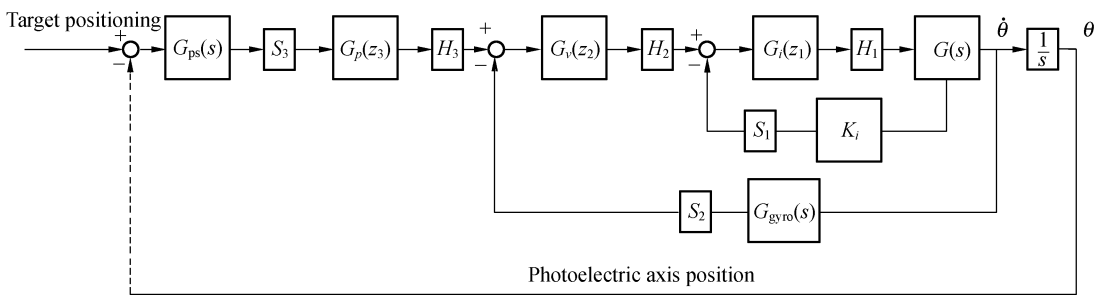 Target positioning
+
−
G_ps(s)
S_3
G_p(z_3)
H_3
+
−
G_v(z_2)
H_2
+
−
G_i(z_1)
H_1
G(s)
θ̇
1/s
θ
S_1
K_i
S_2
G_gyro(s)
Photoelectric axis position